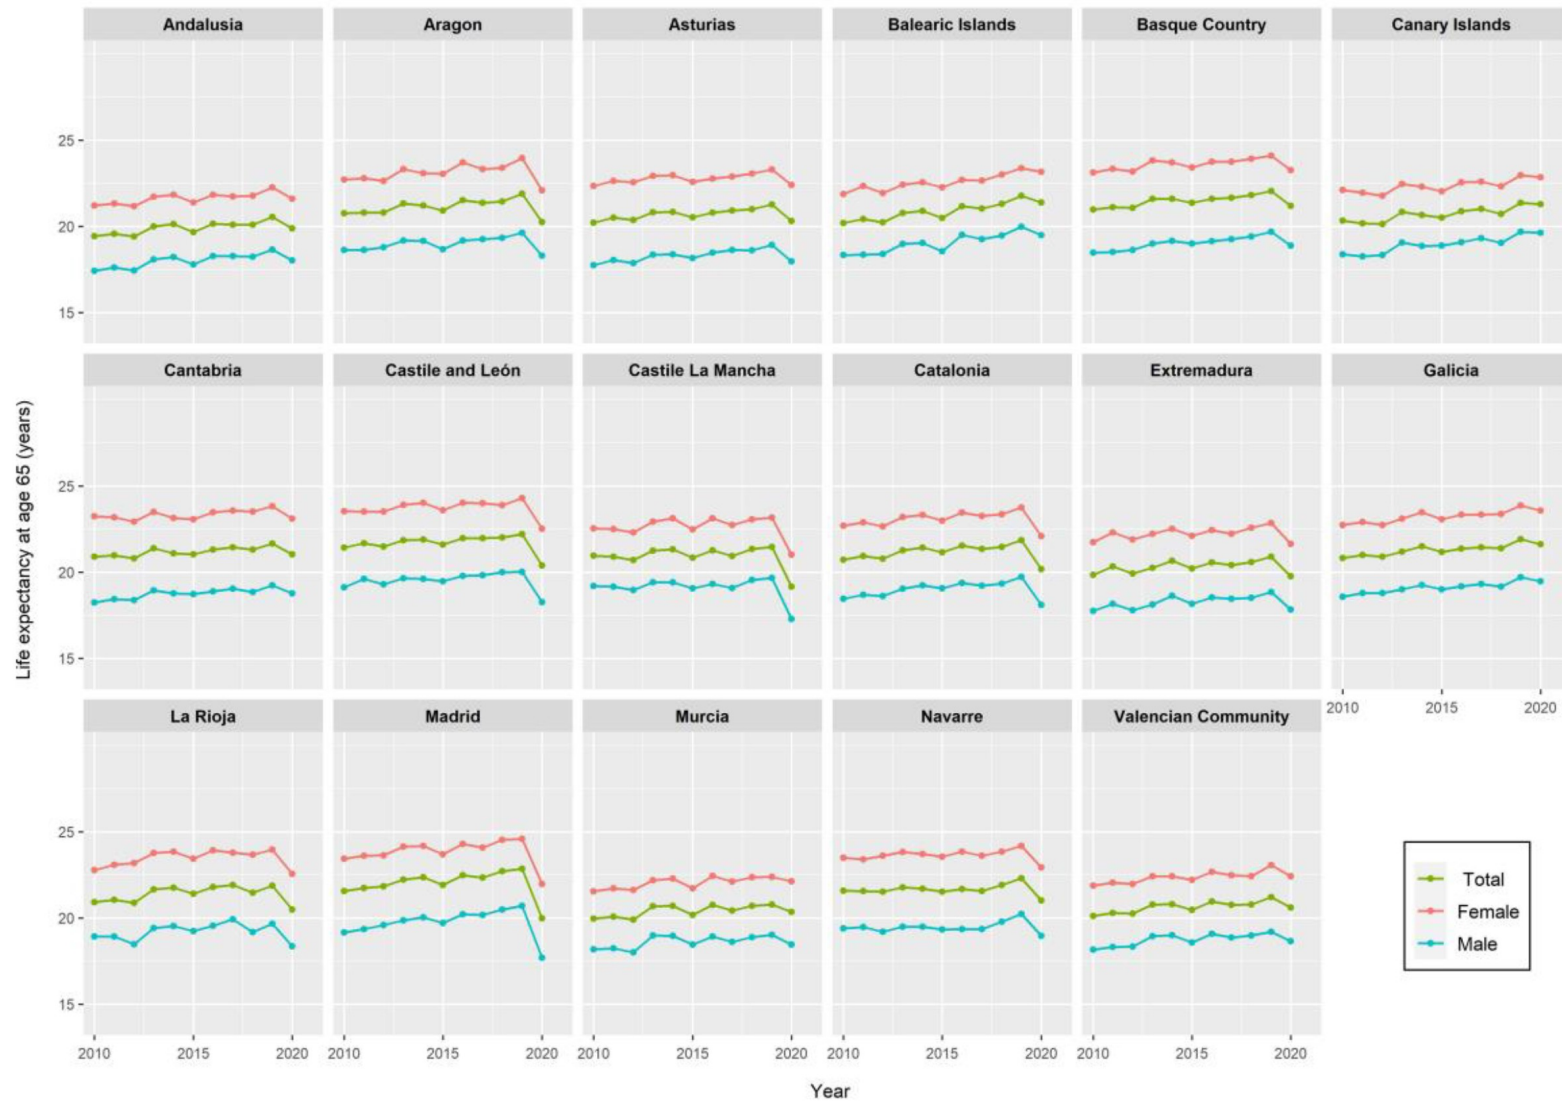 Andalusia
Aragon
Asturias
Balearic Islands
Basque Country
Canary Islands
25
20
15
Cantabria
Castile and León
Castile La Mancha
Catalonia
Extremadura
Galicia
25
20
15
2010 2015 2020
La Rioja
Madrid
Murcia
Navarre
Valencian Community
25
20
15
2010 2015 2020
2010 2015 2020
2010 2015 2020
2010 2015 2020
2010 2015 2020
Life expectancy at age 65 (years)
Year
Total
Female
Male